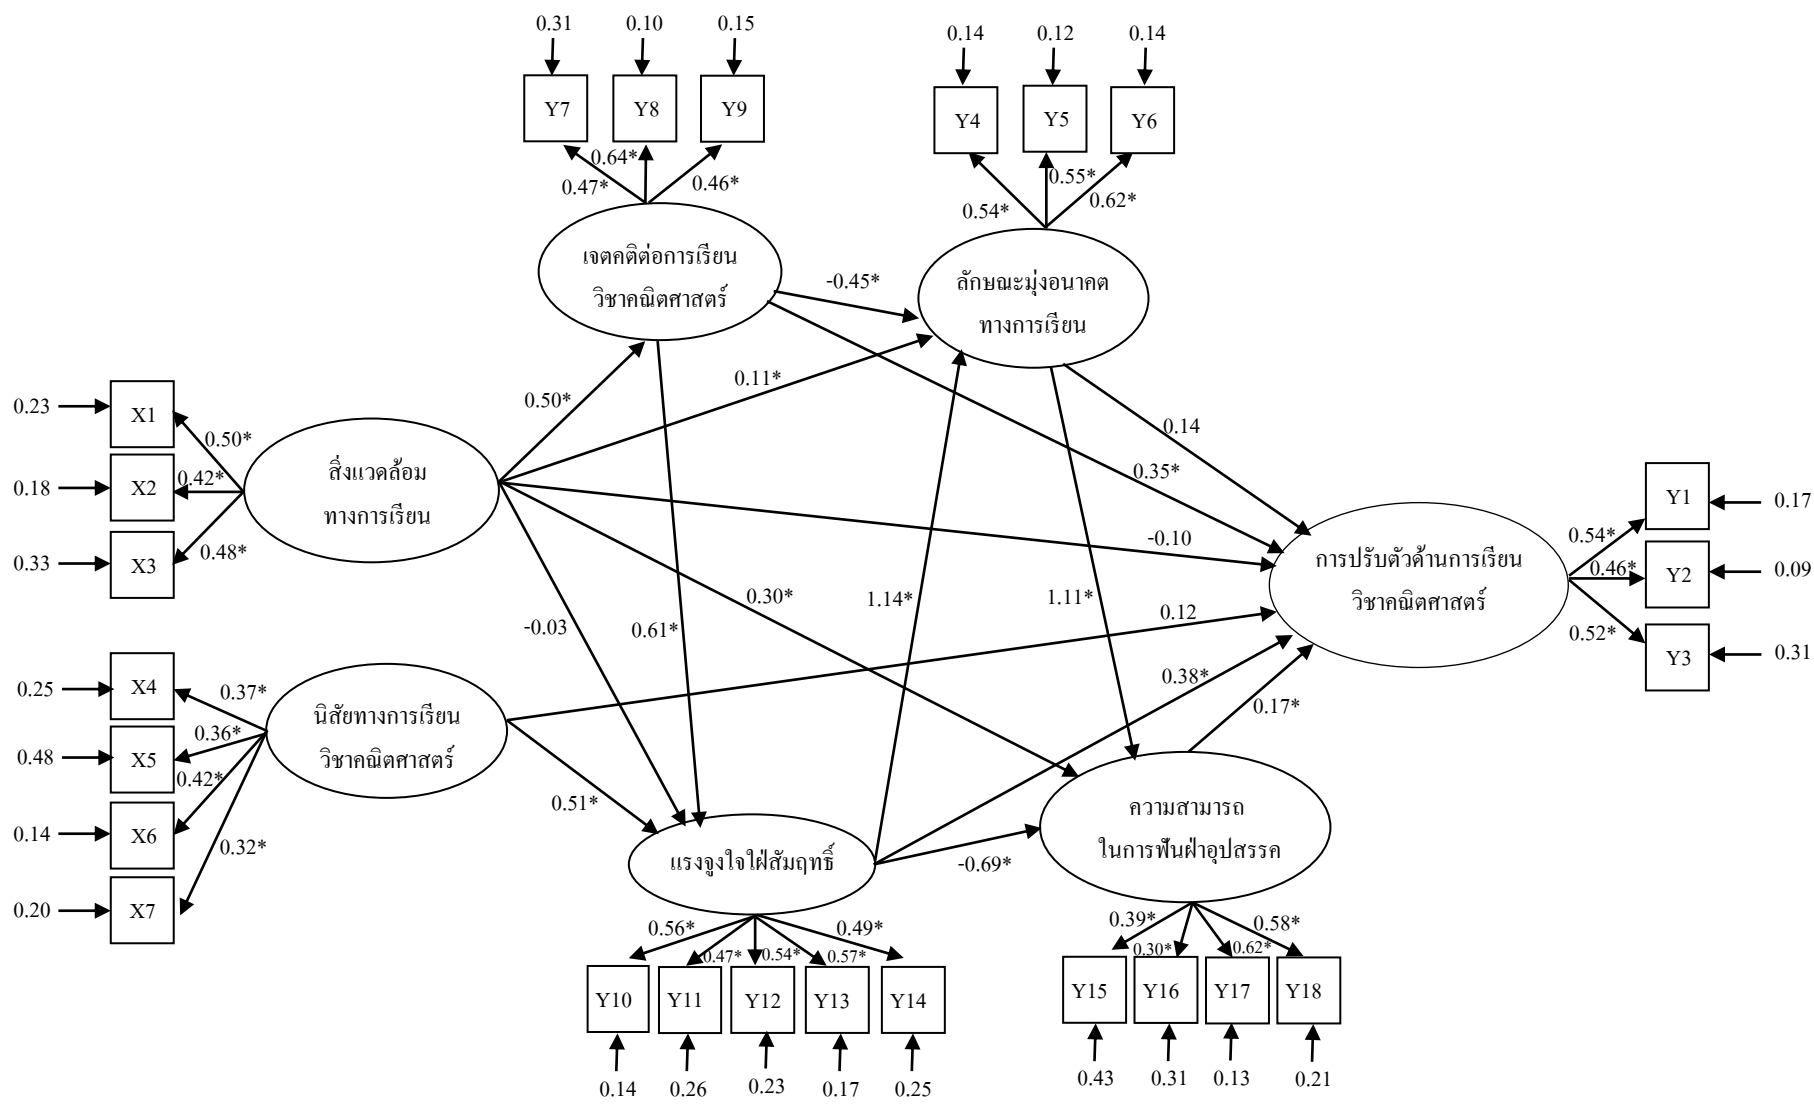 0.31
0.10
0.15
0.14
0.12
0.14
Y7
Y8
Y9
Y4
Y5
Y6
0.47*
0.64*
0.46*
0.54*
0.55*
0.62*
เจตคติต่อการเรียน
วิชาคณิตศาสตร์
ลักษณะมุ่งอนาคต
ทางการเรียน
-0.45*
0.11*
0.50*
0.14
0.35*
0.23
X1
0.50*
0.18
X2
0.42*
0.33
X3
0.48*
สิ่งแวดล้อม
ทางการเรียน
-0.10
0.30*
1.14*
1.11*
0.12
-0.03
0.61*
การปรับตัวด้านการเรียน
วิชาคณิตศาสตร์
0.54*
0.46*
0.52*
Y1
0.17
Y2
0.09
Y3
0.31
0.25
X4
0.37*
0.48
X5
0.36*
0.14
X6
0.42*
0.20
X7
0.32*
นิสัยทางการเรียน
วิชาคณิตศาสตร์
0.51*
0.38*
0.17*
-0.69*
แรงจูงใจใฝ่สัมฤทธิ์
ความสามารถ
ในการฟันฝ่าอุปสรรค
0.56*
0.47*
0.54*
0.57*
0.49*
0.39*
0.30*
0.62*
0.58*
Y10
Y11
Y12
Y13
Y14
Y15
Y16
Y17
Y18
0.14
0.26
0.23
0.17
0.25
0.43
0.31
0.13
0.21